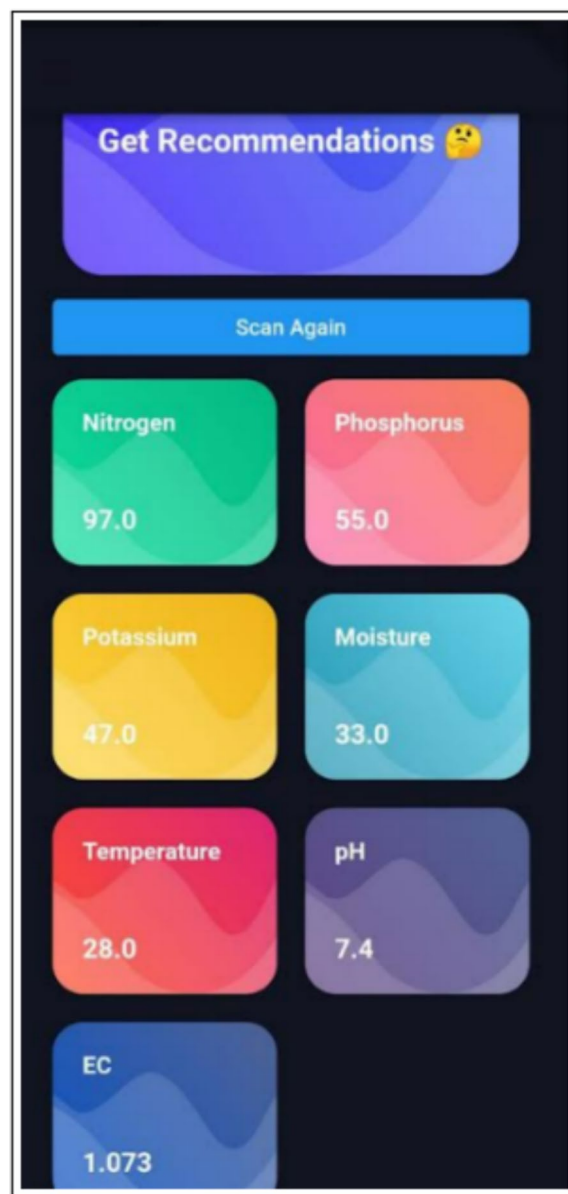 Get Recommendations 🤔
Scan Again
Nitrogen
97.0
Phosphorus
55.0
Potassium
47.0
Moisture
33.0
Temperature
28.0
pH
7.4
EC
1.073